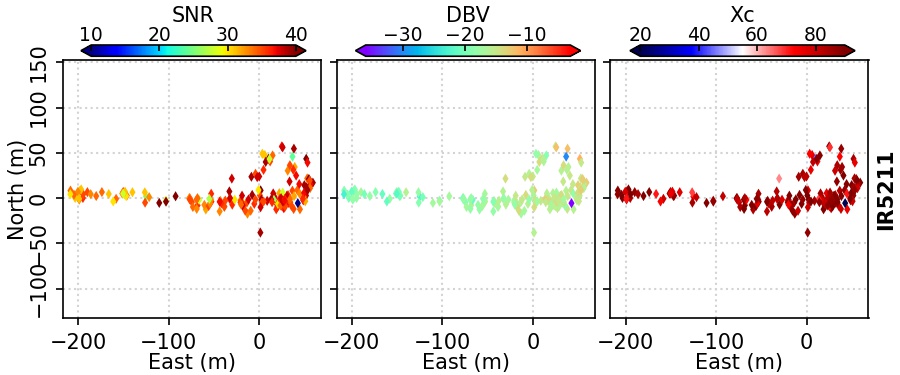 SNR DBV Xc
10 20 30 40 −30 −20 −10 20 40 60 80
North (m)
150
100
50
0
−50
−100
−200 −100 0 −200 −100 0 −200 −100 0
East (m) East (m) East (m)
IR5211